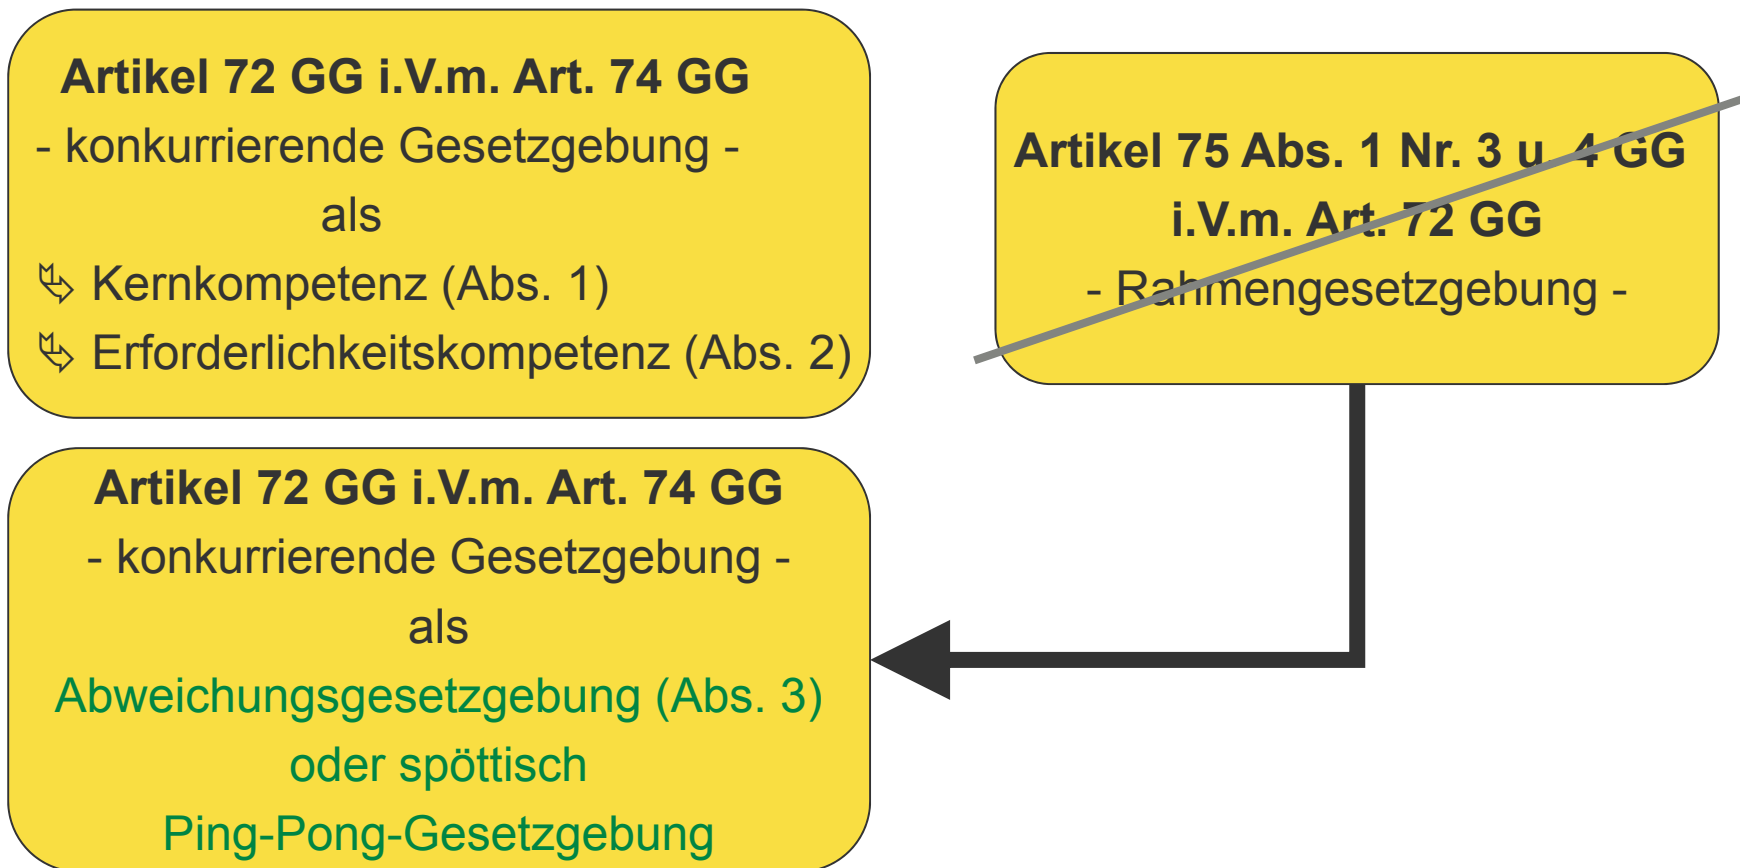 Artikel 72 GG i.V.m. Art. 74 GG
- konkurrierende Gesetzgebung -
als
⮱ Kernkompetenz (Abs. 1)
⮱ Erforderlichkeitskompetenz (Abs. 2)
Artikel 75 Abs. 1 Nr. 3 u. 4 GG
i.V.m. Art. 72 GG
- Rahmengesetzgebung -
Artikel 72 GG i.V.m. Art. 74 GG
- konkurrierende Gesetzgebung -
als
Abweichungsgesetzgebung (Abs. 3)
oder spöttisch
Ping-Pong-Gesetzgebung